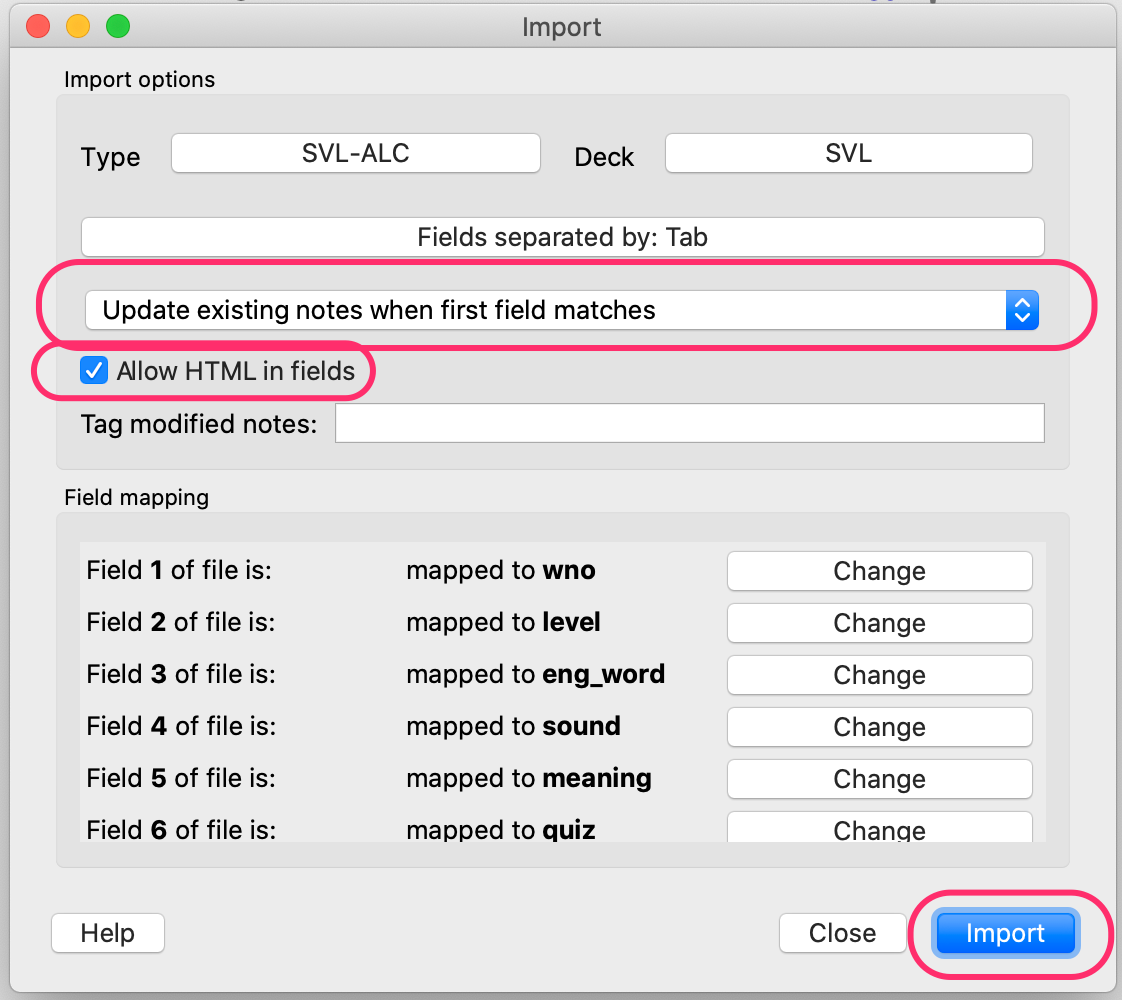 Import
Import options
Type SVL-ALC Deck SVL
Fields separated by: Tab
Update existing notes when first field matches
Allow HTML in fields
Tag modified notes:
Field mapping
Field 1 of file is: mapped to wno Change
Field 2 of file is: mapped to level Change
Field 3 of file is: mapped to eng_word Change
Field 4 of file is: mapped to sound Change
Field 5 of file is: mapped to meaning Change
Field 6 of file is: mapped to quiz Change
Help Close Import